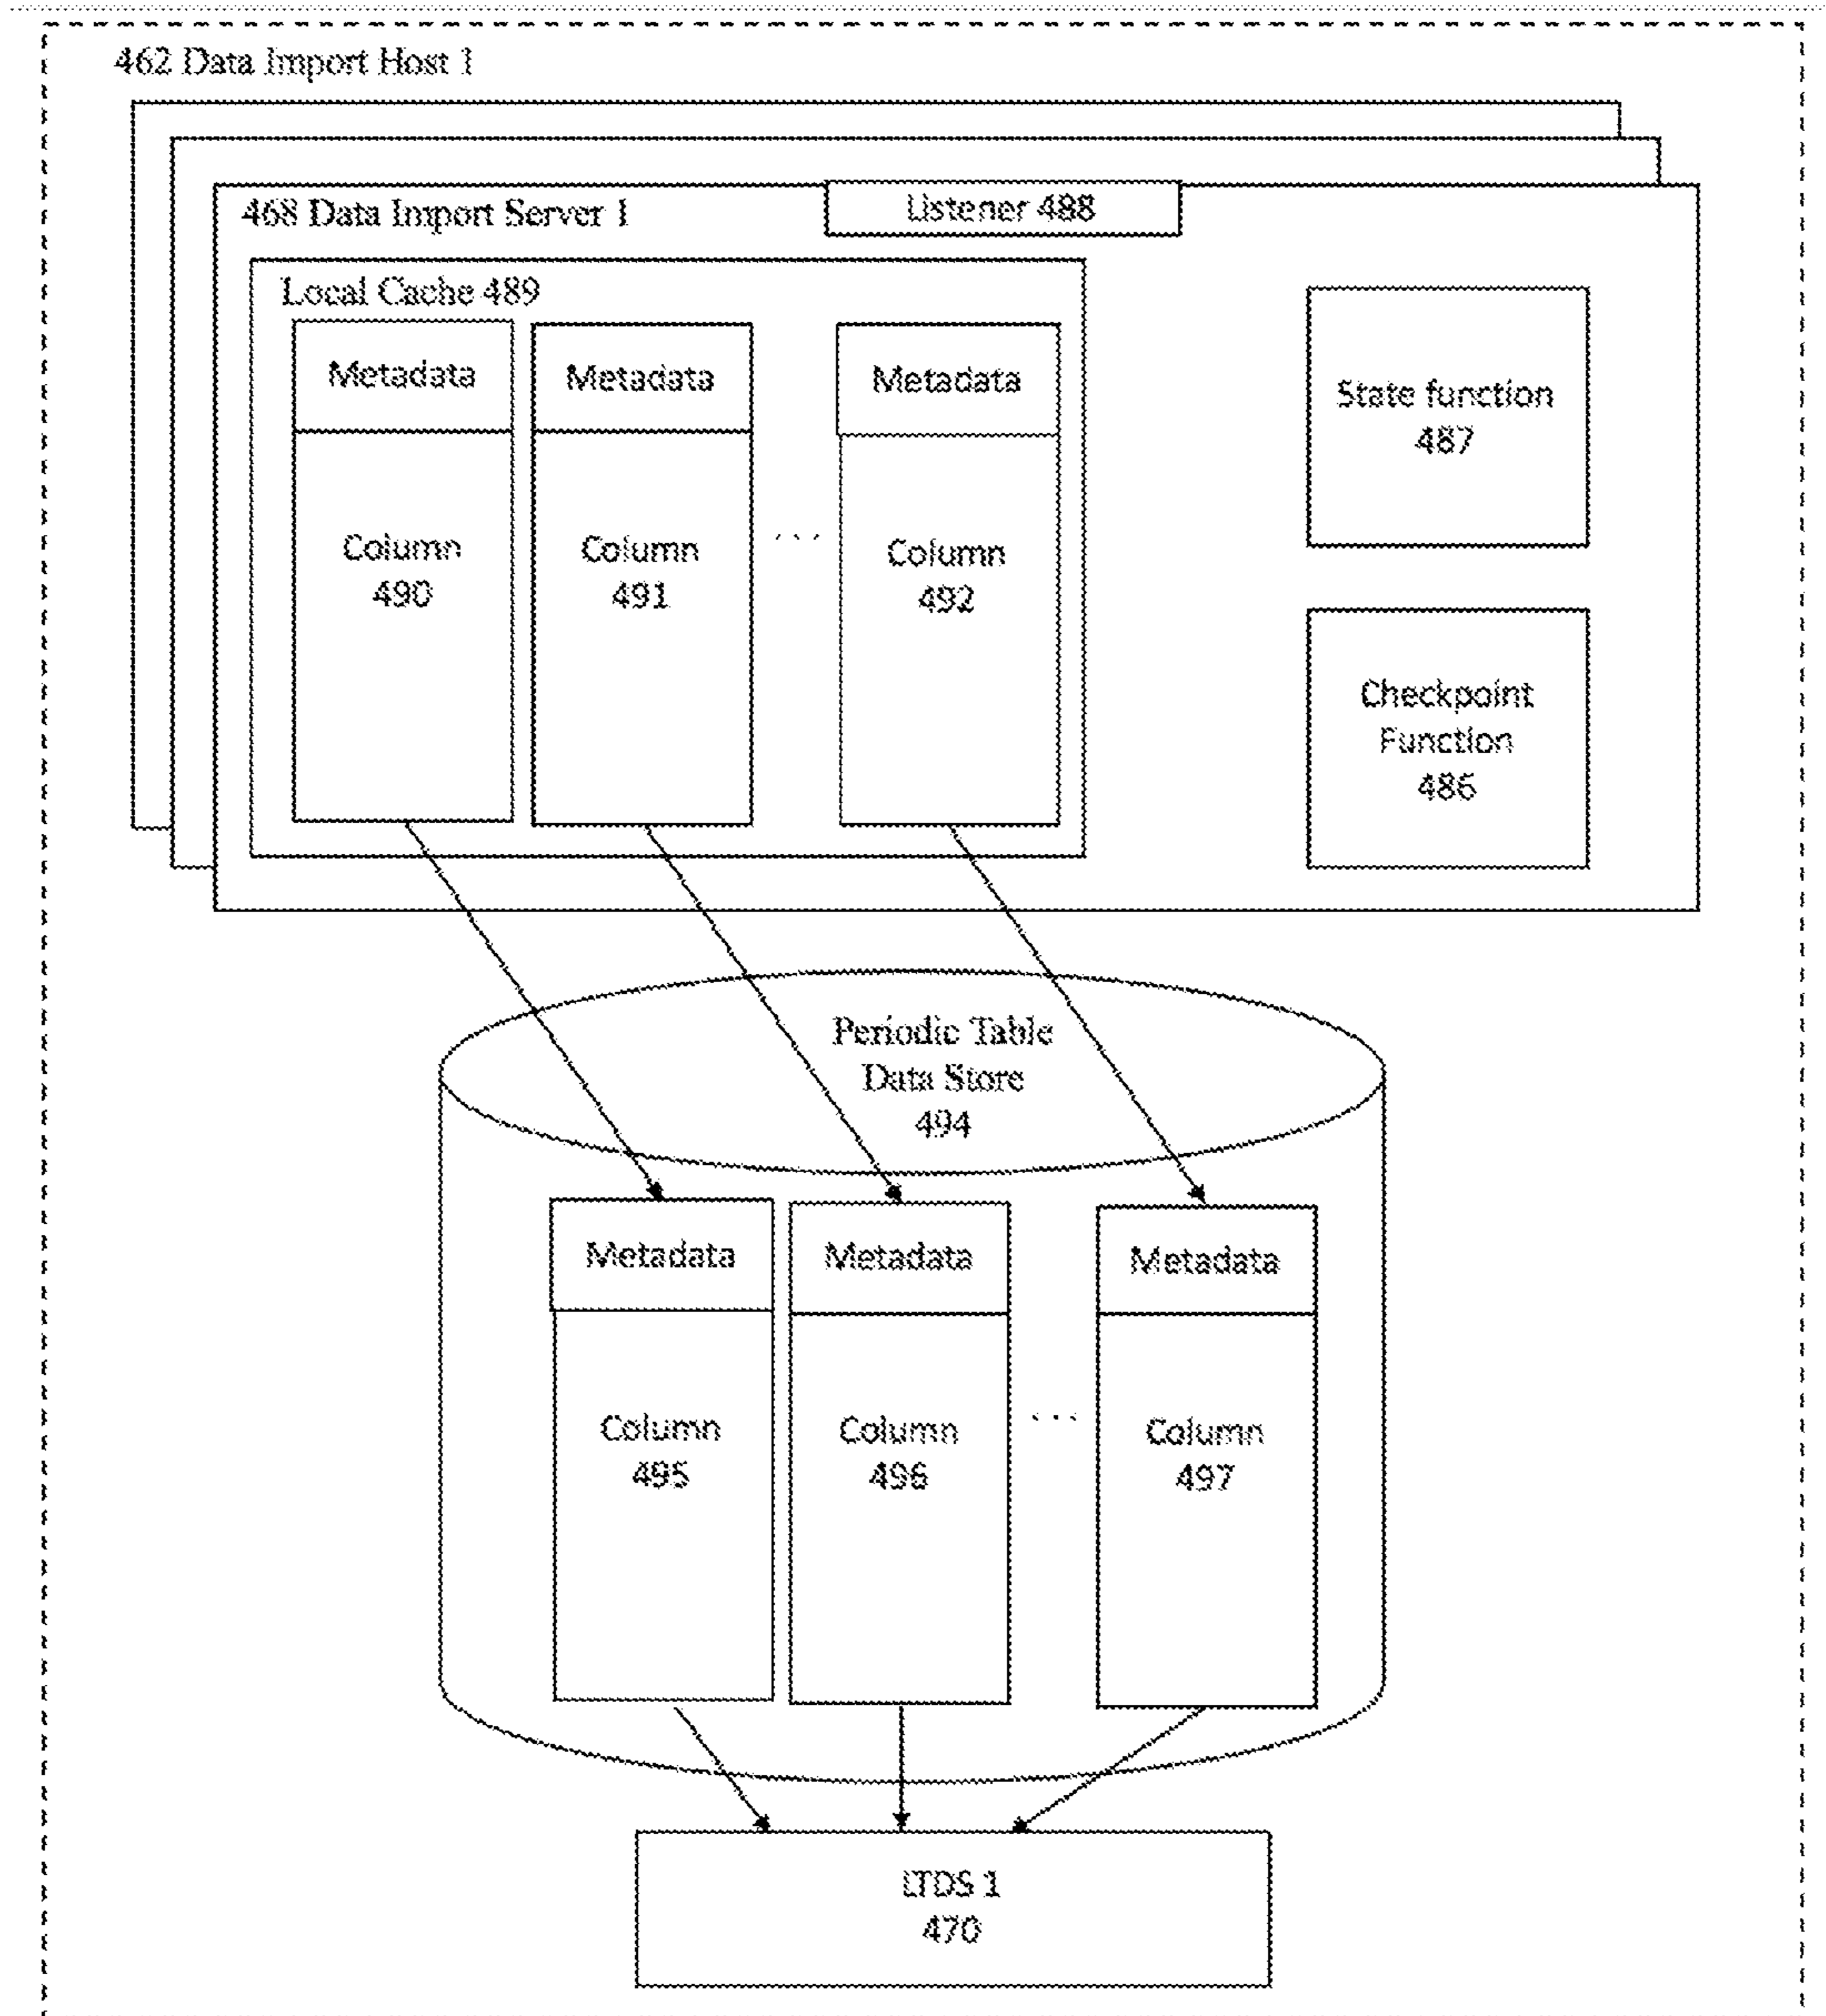 462 Data Import Host 1
468 Data Import Server 1
Listener 488
Local Cache 489
Metadata
Metadata
Metadata
Column
490
Column
491
. . .
Column
492
State function
487
Checkpoint
Function
486
Periodic Table
Data Store
494
Metadata
Metadata
Metadata
Column
495
Column
496
. . .
Column
497
LTDS 1
470